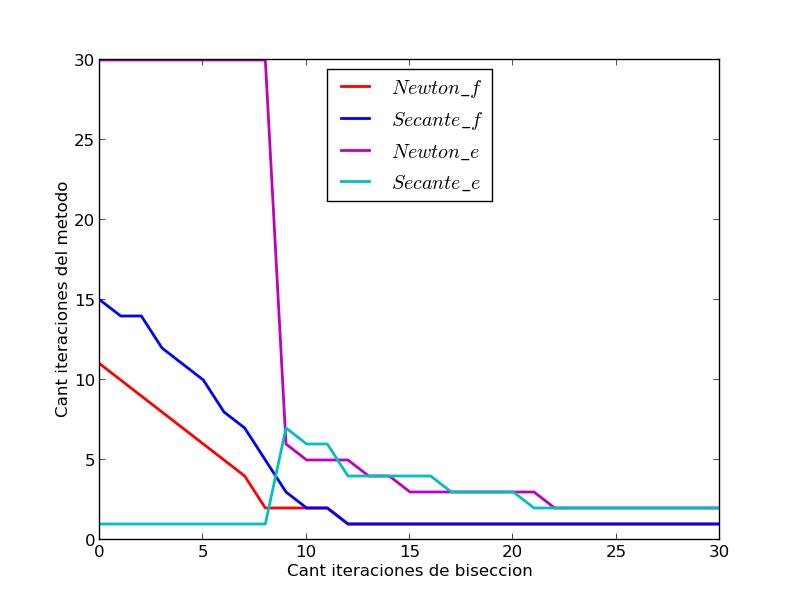 30
25
20
15
10
5
0
Cant iteraciones del metodo
Newton_f
Secante_f
Newton_e
Secante_e
0 5 10 15 20 25 30
Cant iteraciones de biseccion